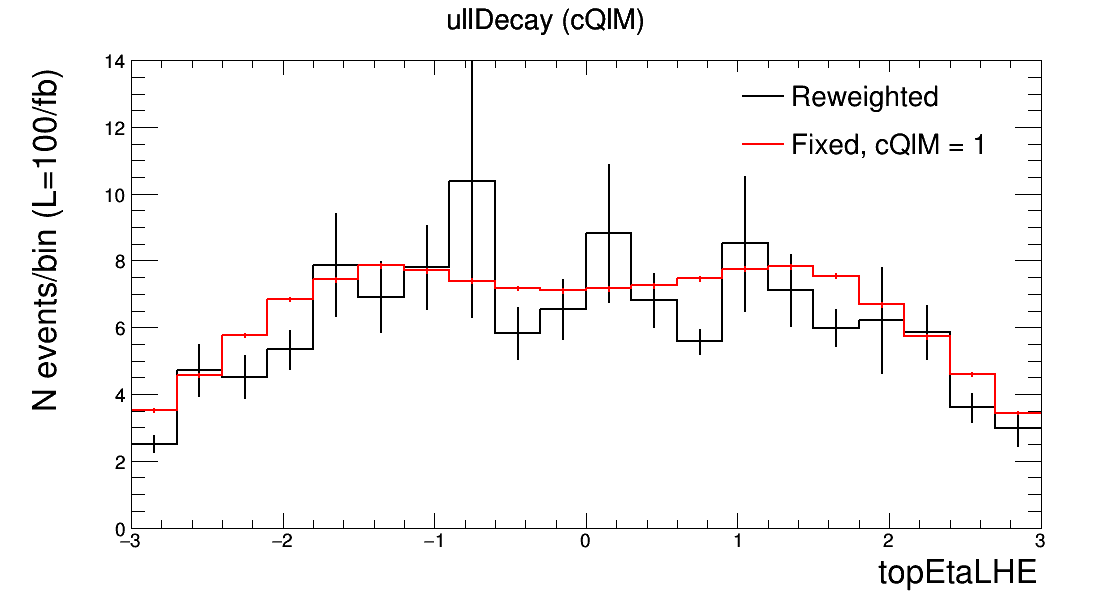 ullDecay (cQlM)
N events/bin (L=100/fb)
14
12
10
8
6
4
2
0
Reweighted
Fixed, cQlM = 1
−3 −2 −1 0 1 2 3
topEtaLHE